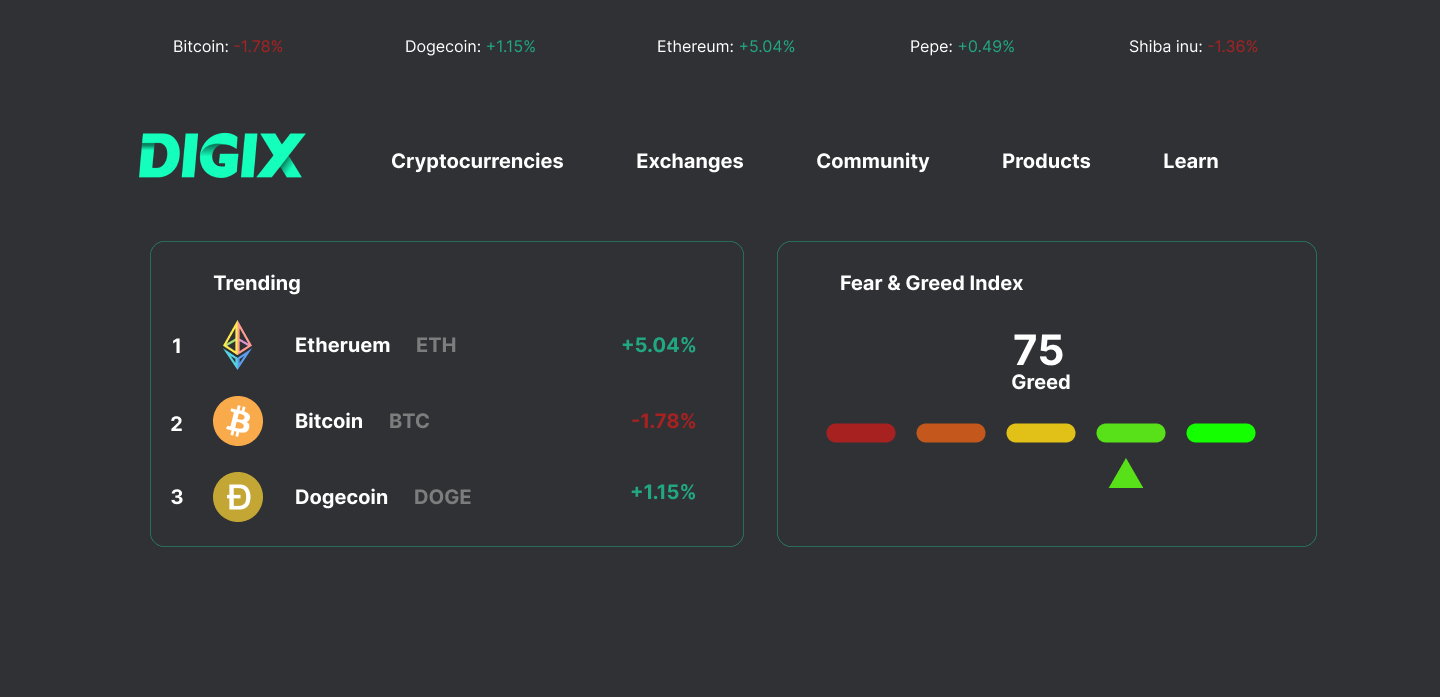 Bitcoin: -1.78% Dogecoin: +1.15% Ethereum: +5.04% Pepe: +0.49% Shiba inu: -1.36%
DIGIX Cryptocurrencies Exchanges Community Products Learn
Trending
1 Etheruem ETH +5.04%
2 Bitcoin BTC -1.78%
3 Dogecoin DOGE +1.15%
Fear & Greed Index
75
Greed